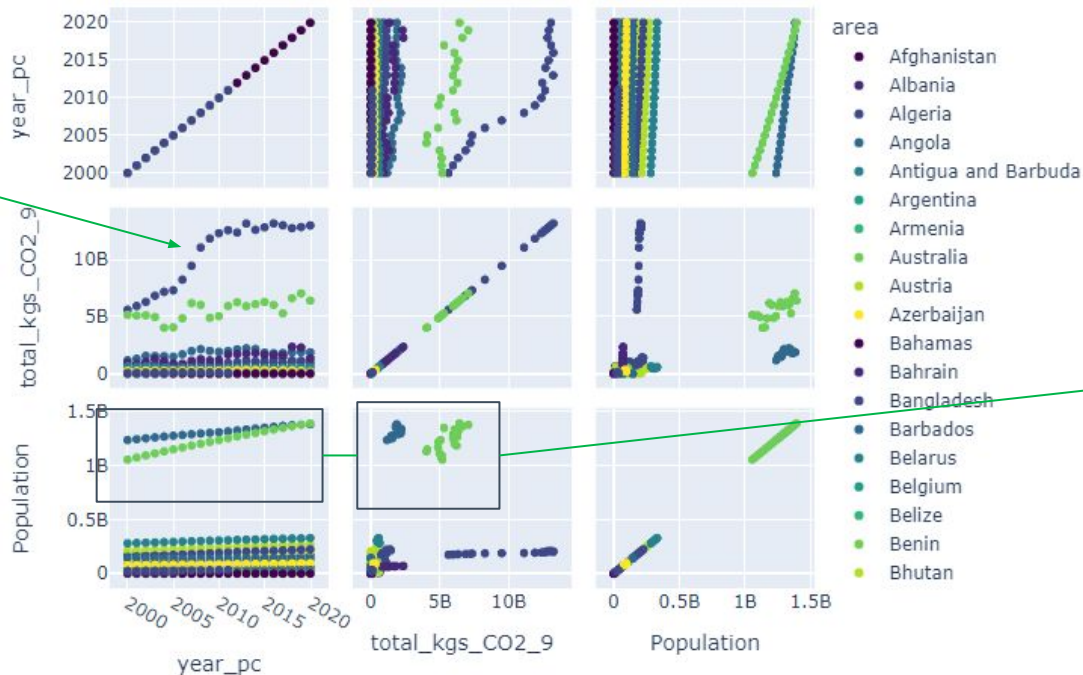 year_pc
2020
2015
2010
2005
2000
total_kgs_CO2_9
10B
5B
0
Population
1.5B
1B
0.5B
0
2000
2005
2010
2015
2020
year_pc
0
5B
10B
total_kgs_CO2_9
0
0.5B
1B
1.5B
Population
area
Afghanistan
Albania
Algeria
Angola
Antigua and Barbuda
Argentina
Armenia
Australia
Austria
Azerbaijan
Bahamas
Bahrain
Bangladesh
Barbados
Belarus
Belgium
Belize
Benin
Bhutan